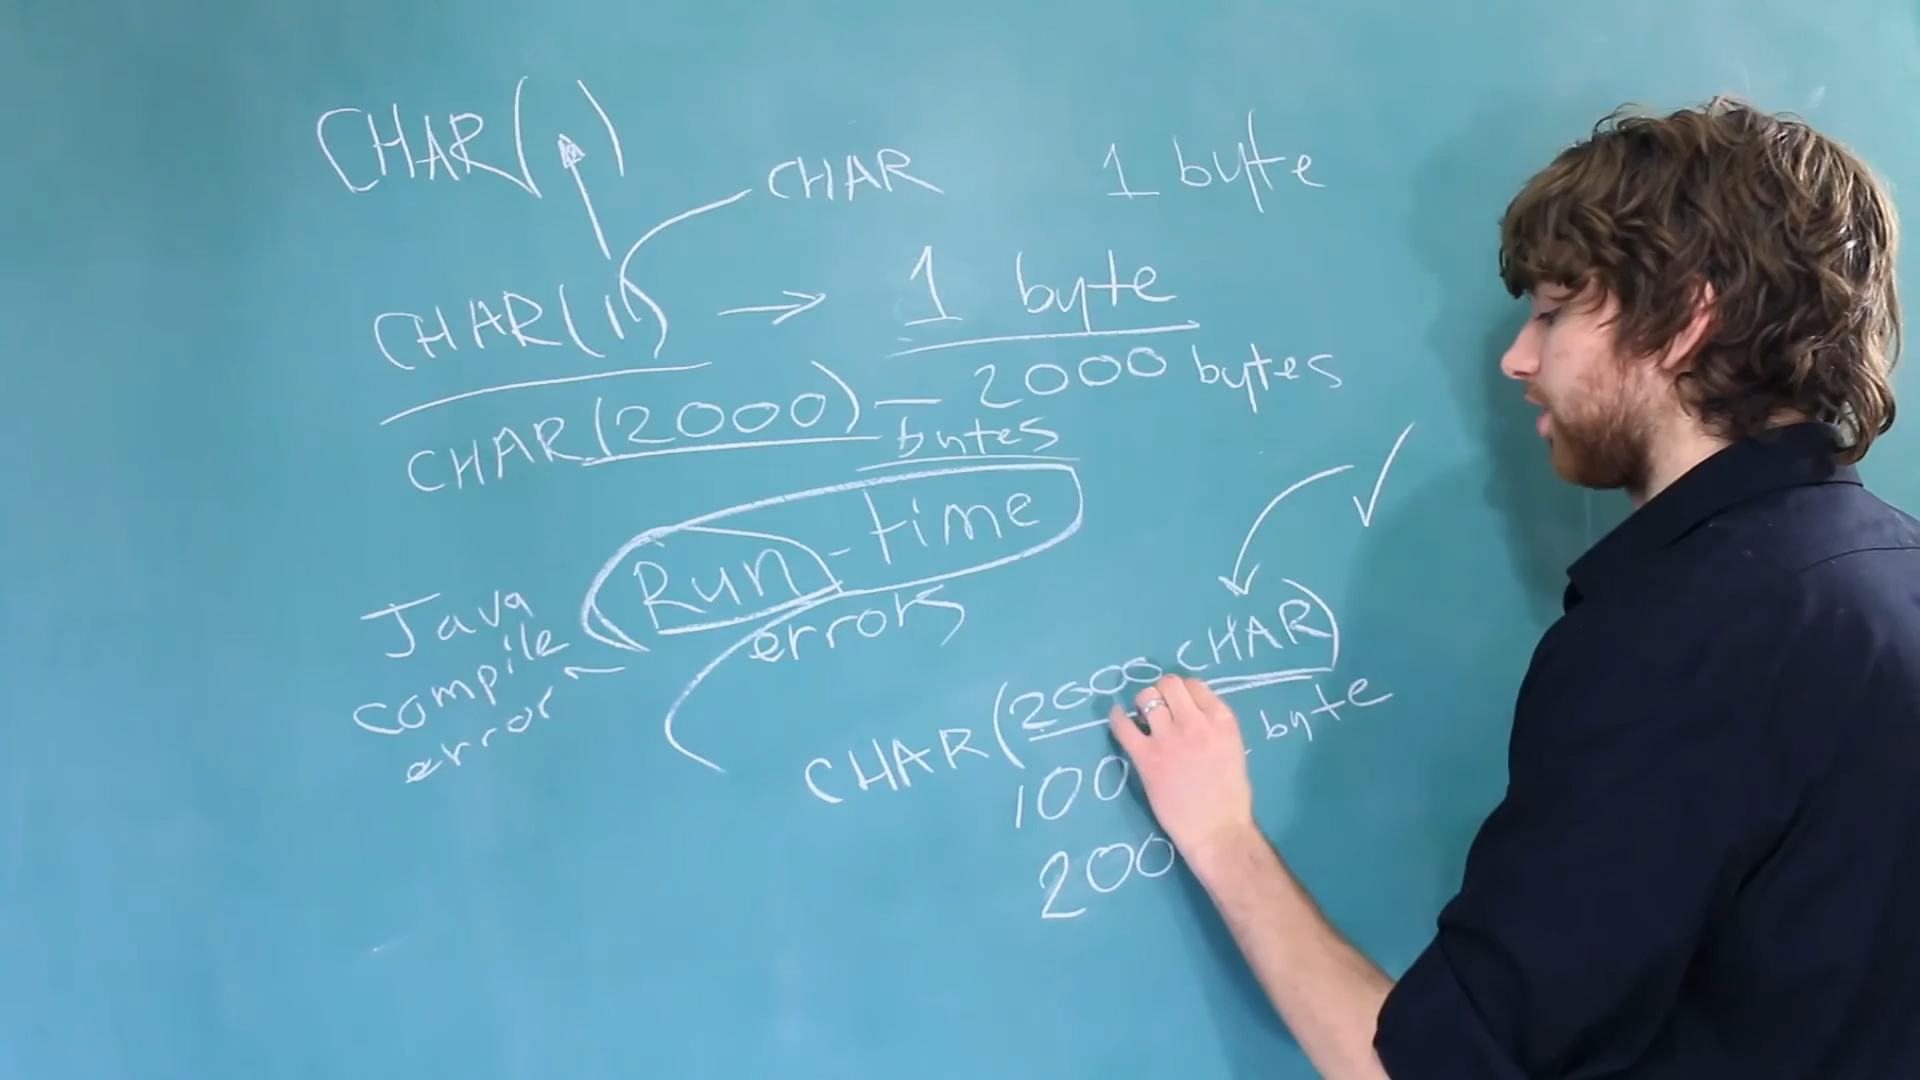 CHAR( )
CHAR 1 byte
CHAR(1) → 1 byte
CHAR(2000) — 2000 bytes
bytes
Run-time
errors
Java
compile
error
CHAR(2000 CHAR)
byte
100
200